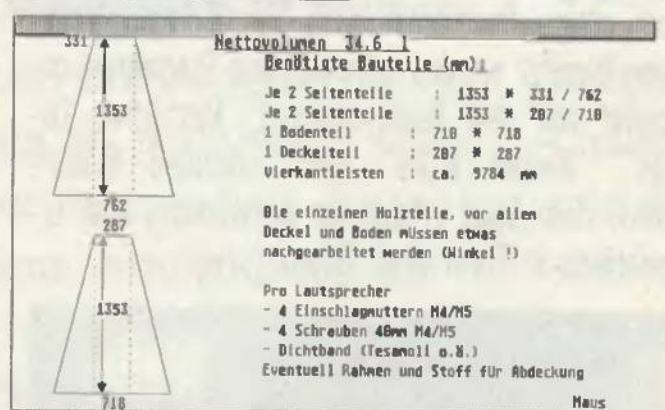 331
Nettovolumen 34.6 l
Benötigte Bauteile (mm):
Je 2 Seitenteile : 1353 * 331 / 762
1353
Je 2 Seitenteile : 1353 * 287 / 718
1 Bodenteil : 718 * 718
1 Deckelteil : 287 * 287
Vierkantleisten : ca. 9784 mm
762
287
Die einzelnen Holzteile, vor allen
Deckel und Boden müssen etwas
nachgearbeitet werden (Winkel !)
Pro Lautsprecher
1353
- 4 Einschlagmuttern M4/M5
- 4 Schrauben 40mm M4/M5
- Dichtband (Tesamoll o.ä.)
Eventuell Rahmen und Stoff für Abdeckung
718
Maus